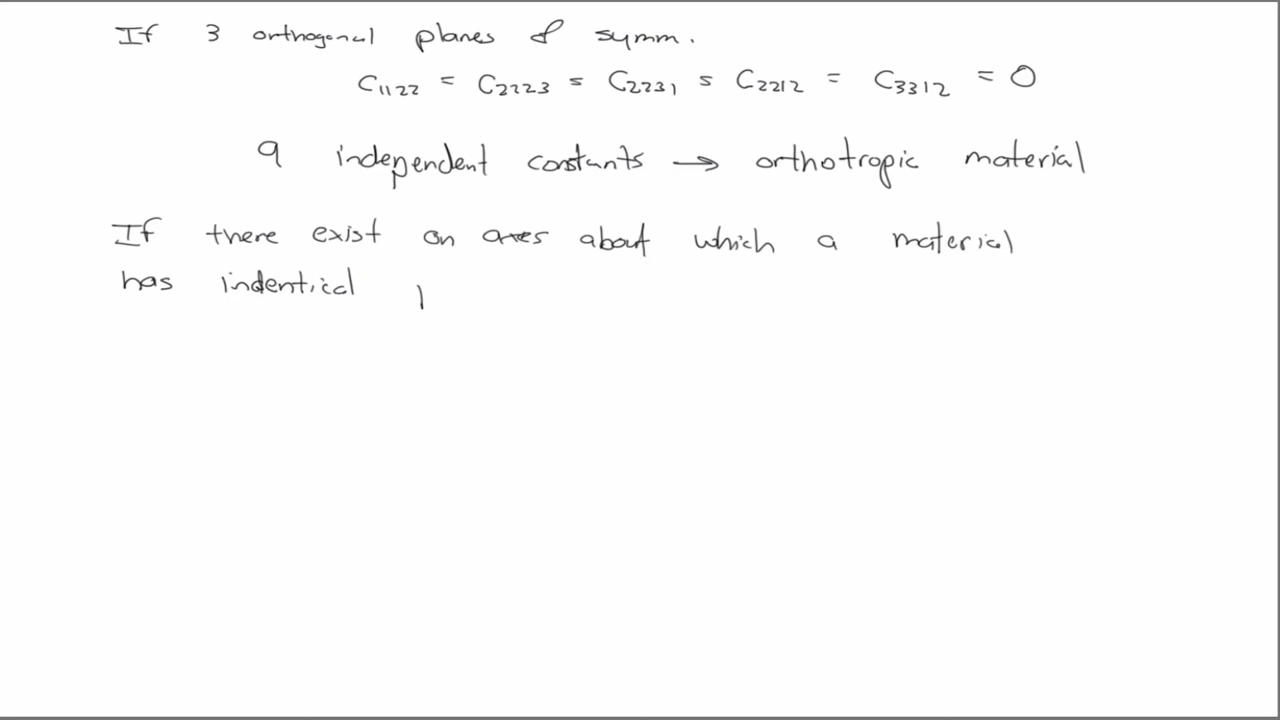 If 3 orthogonal planes of symm.
C1122 = C2223 = C2231 = C2212 = C3312 = 0
9 independent constants → orthotropic material
If there exist an axes about which a material
has indentical